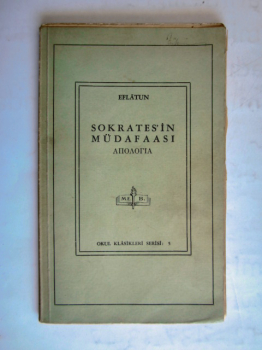 EFLÂTUN
SOKRATES'İN
MÜDAFAASI
ΑΠΟΛΟΓΙΑ
M. E. B.
OKUL KLÂSİKLERİ SERİSİ: 5